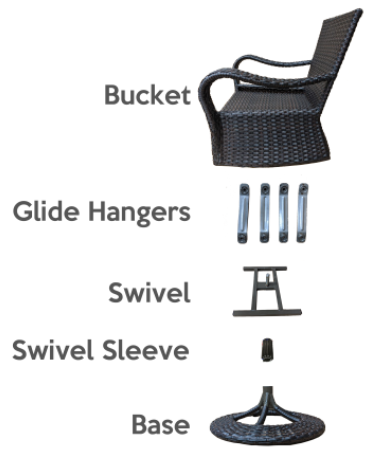 Bucket
Glide Hangers
Swivel
Swivel Sleeve
Base